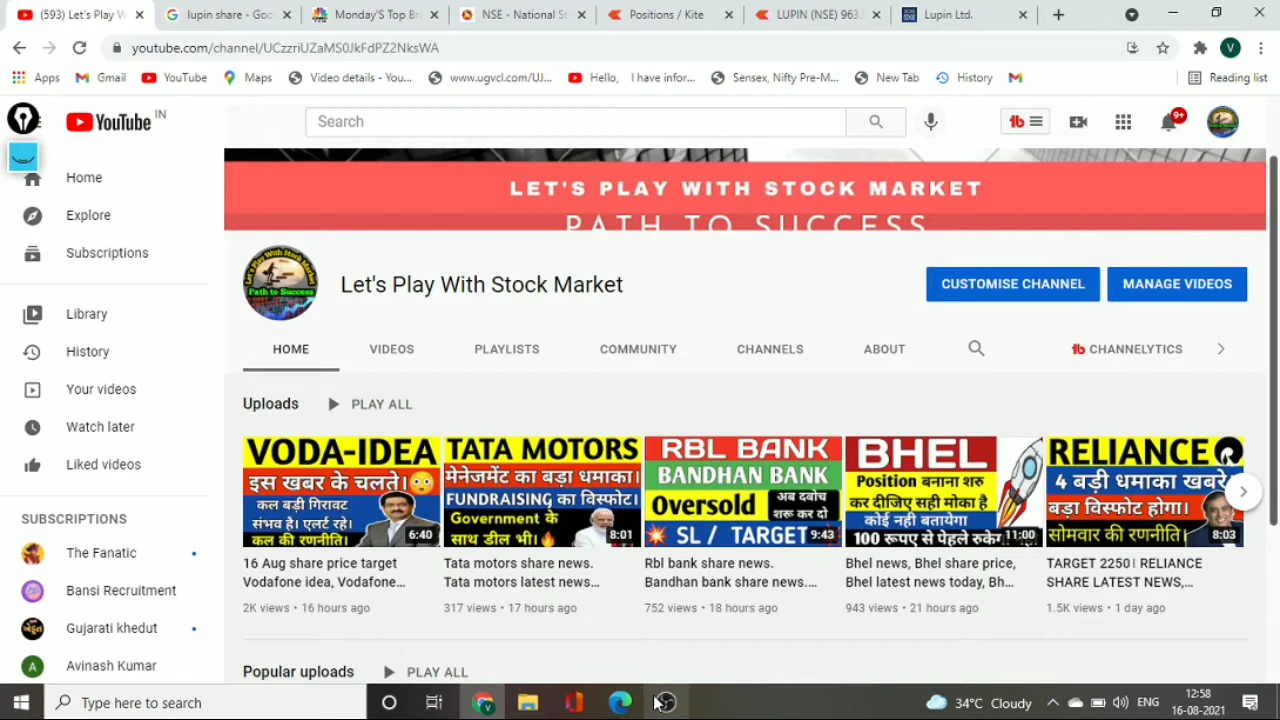 (593) Let's Play W
lupin share - Goo
Monday'S Top Br
NSE - National St
Positions / Kite
LUPIN (NSE) 963.
Lupin Ltd.
youtube.com/channel/UCzzriUZaMS0JkFdPZ2NksWA
Apps
Gmail
YouTube
Maps
Video details - You...
www.ugvcl.com/UJ...
Hello, I have infor...
Sensex, Nifty Pre-M...
New Tab
History
Reading list
YouTube IN
Search
9+
Home
Explore
Subscriptions
Library
History
Your videos
Watch later
Liked videos
SUBSCRIPTIONS
The Fanatic
Bansi Recruitment
Gujarati khedut
Avinash Kumar
LET'S PLAY WITH STOCK MARKET
PATH TO SUCCESS
Let's Play With Stock Market
Path to Success
Let's Play With Stock Market
CUSTOMISE CHANNEL
MANAGE VIDEOS
HOME
VIDEOS
PLAYLISTS
COMMUNITY
CHANNELS
ABOUT
CHANNELYTICS
Uploads
PLAY ALL
VODA-IDEA
इस खबर के चलते
कल बड़ी गिरावट
संभव है। एलर्ट रहे।
कल की रणनीति।
6:40
16 Aug share price target
Vodafone idea, Vodafone...
2K views • 16 hours ago
TATA MOTORS
मेनेजमेंट का बड़ा धमाका।
FUNDRAISING का विस्फोट।
Government के
साथ डील भी।
8:01
Tata motors share news.
Tata motors latest news...
317 views • 17 hours ago
RBL BANK
BANDHAN BANK
Oversold
अब दबोच
शरू कर दो
SL / TARGET
9:43
Rbl bank share news.
Bandhan bank share news....
752 views • 18 hours ago
BHEL
Position बनाना शरु
कर दीजिए सही मोका है
कोई नही बतायेगा
100 रूपए से पेहले रुकेगा
11:00
Bhel news, Bhel share price,
Bhel latest news today, Bh...
943 views • 21 hours ago
RELIANCE
4 बड़ी धमाका खबरे
बड़ा विस्फोट होगा।
सोमवार की रणनीति।
8:03
TARGET 2250। RELIANCE
SHARE LATEST NEWS,...
1.5K views • 1 day ago
Popular uploads
PLAY ALL
Type here to search
34°C Cloudy
ENG
12:58
16-08-2021